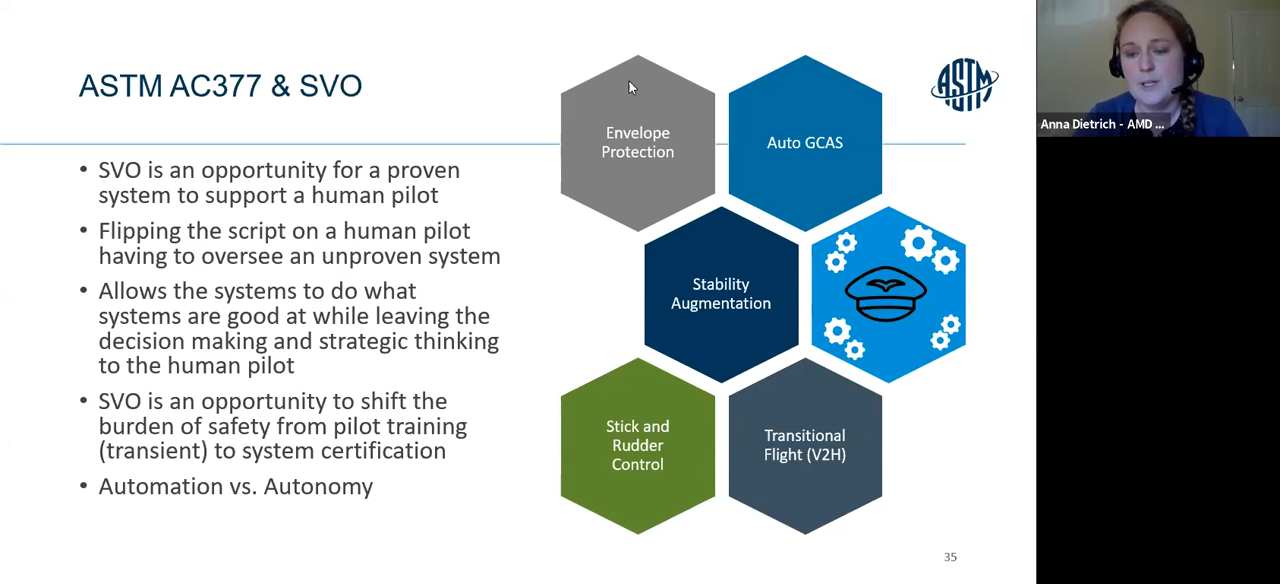 ASTM AC377 & SVO
• SVO is an opportunity for a proven
system to support a human pilot
• Flipping the script on a human pilot
having to oversee an unproven system
• Allows the systems to do what
systems are good at while leaving the
decision making and strategic thinking
to the human pilot
• SVO is an opportunity to shift the
burden of safety from pilot training
(transient) to system certification
• Automation vs. Autonomy
Envelope
Protection
Auto GCAS
Stability
Augmentation
Stick and
Rudder
Control
Transitional
Flight (V2H)
ASTM
35
Anna Dietrich - AMD ...